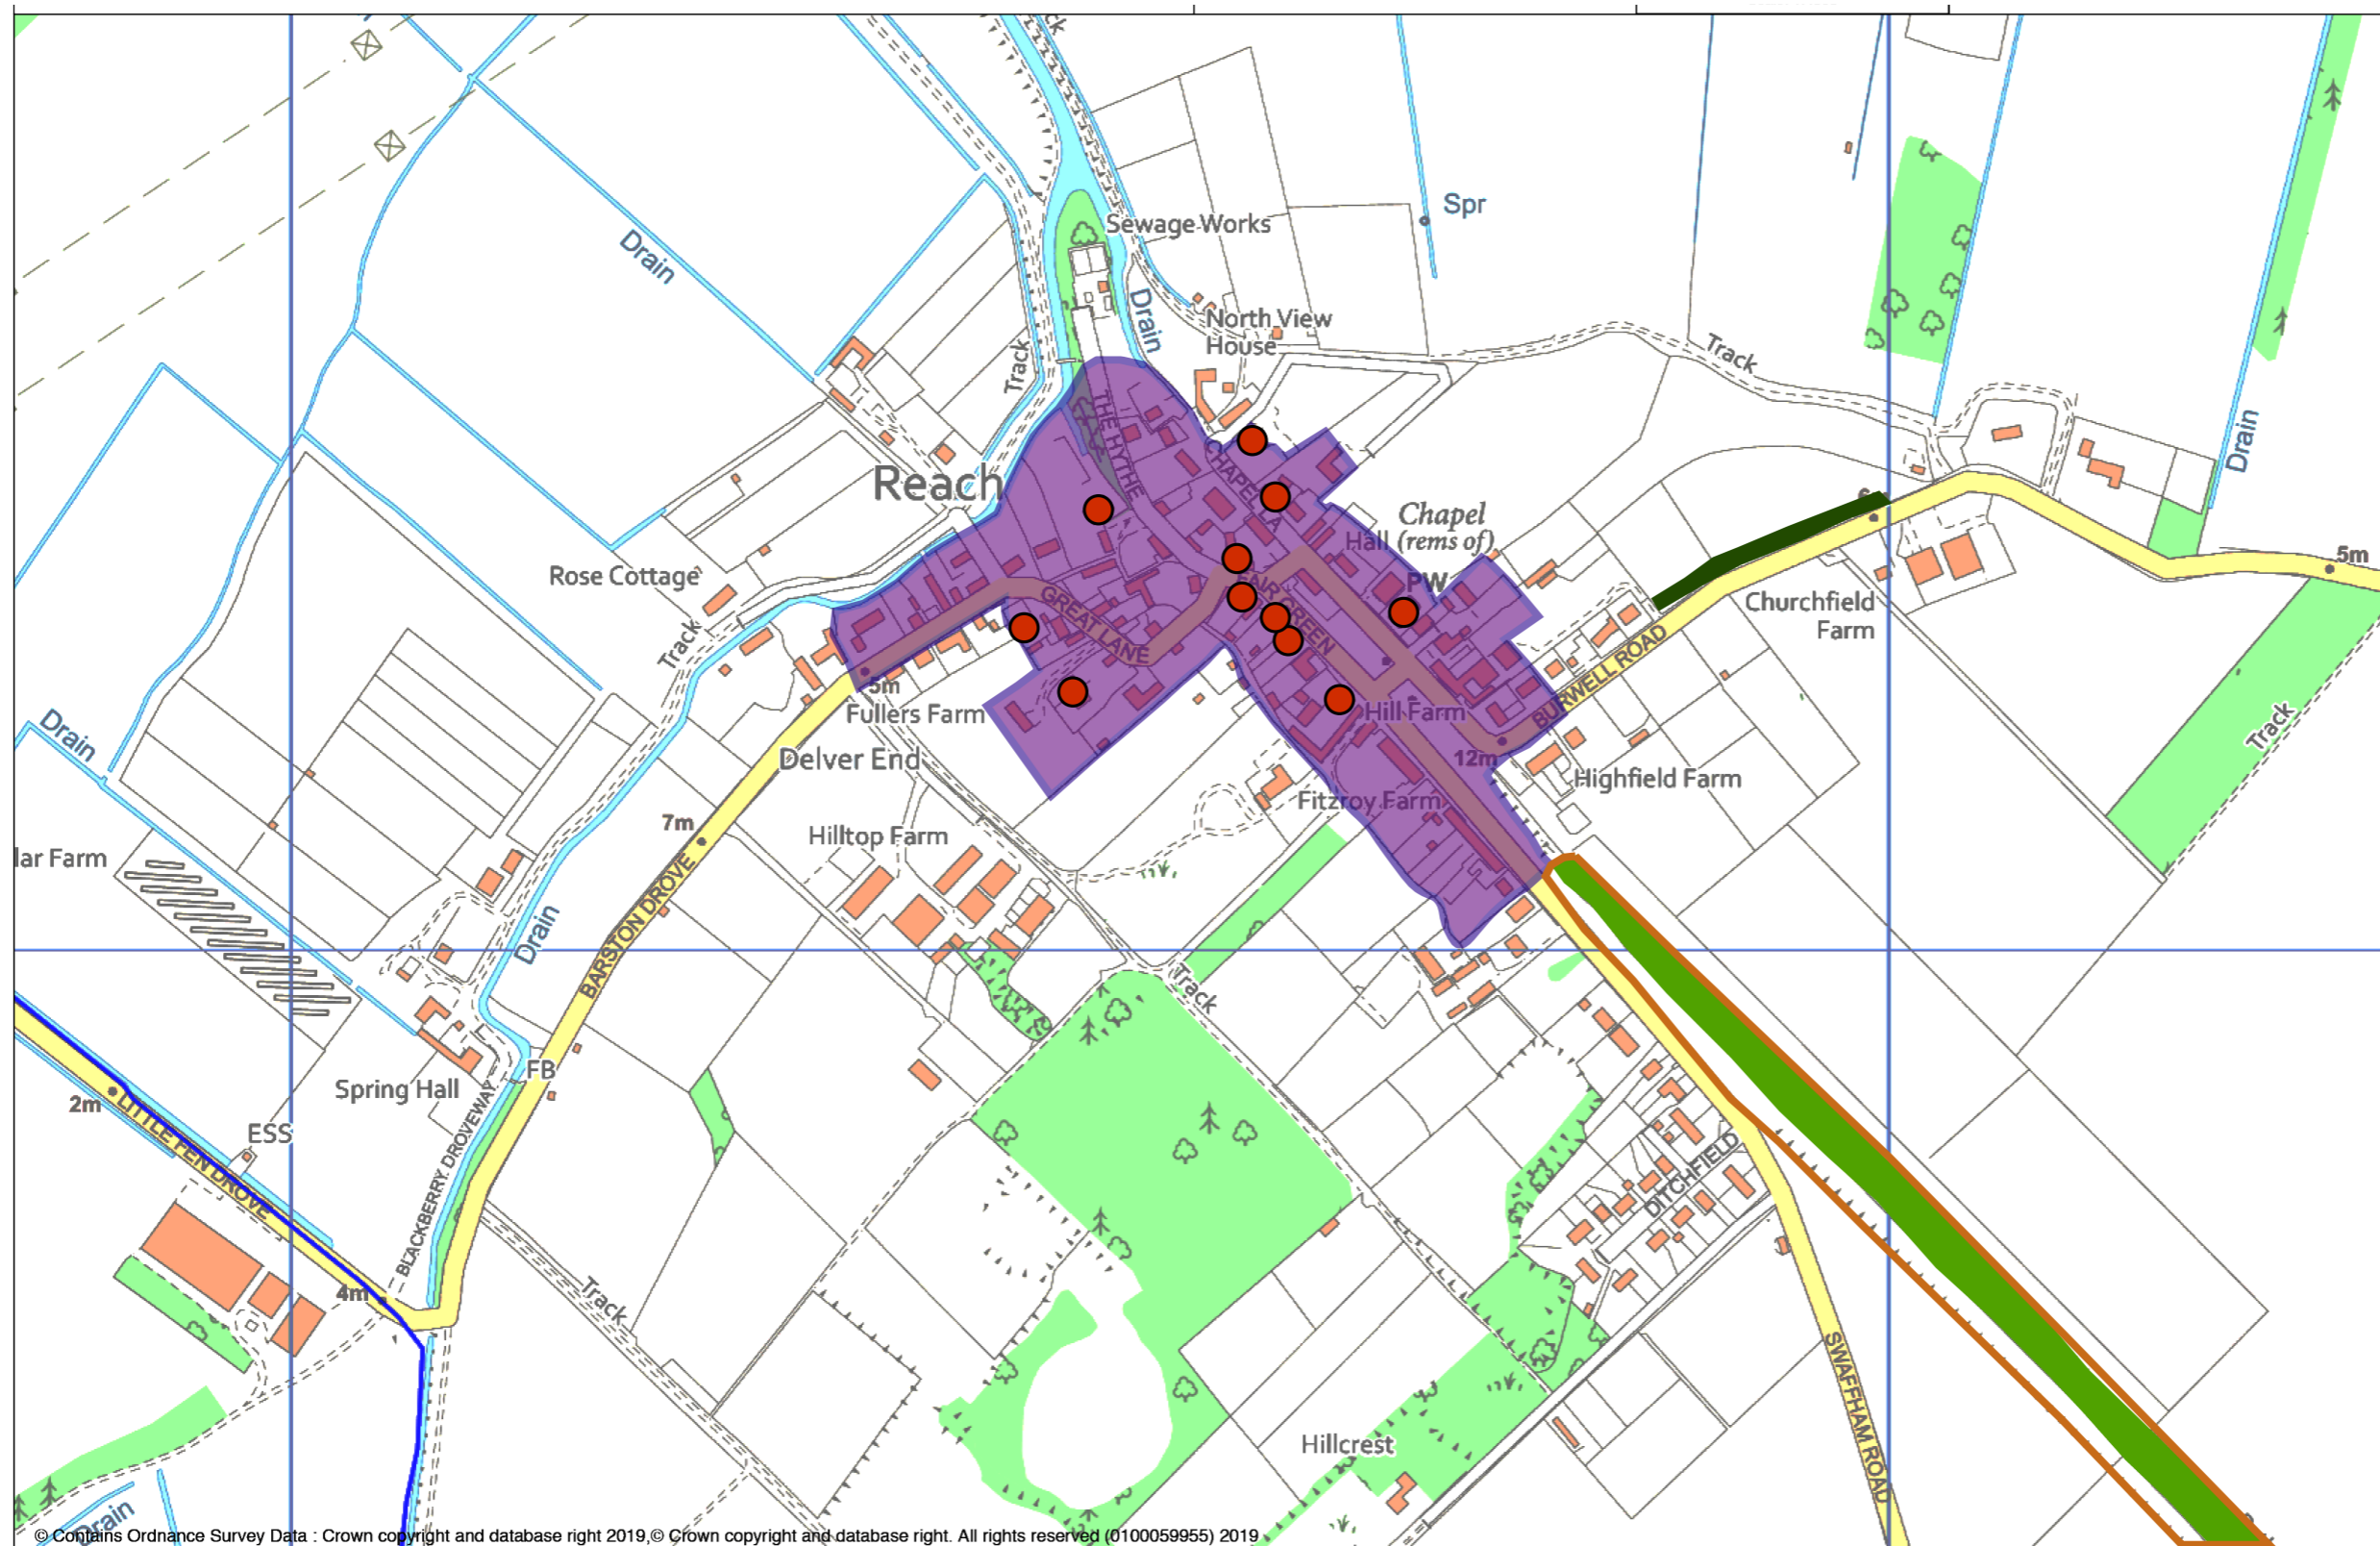 ck
Spr
Sewage Works
Drain
Drain
North View
House
Track
Track
THE HYTHE
CHAPEL LA
Reach
Chapel
Hall (rems of)
PW
Drain
5m
Rose Cottage
FAIR GREEN
GREAT LANE
Churchfield
Farm
Track
BURWELL ROAD
5m
Fullers Farm
Hill Farm
Drain
Track
Delver End
12m
Highfield Farm
Fitzroy Farm
7m
Hilltop Farm
lar Farm
BARSTON DROVE
Drain
Track
FB
Spring Hall
2m
LITTLE FEN DROVE
ESS
BLACKBERRY DROVEWAY
DITCHFIELD
4m
Track
SWAFFHAM ROAD
Hillcrest
Drain
© Contains Ordnance Survey Data : Crown copyright and database right 2019,© Crown copyright and database right. All rights reserved (0100059955) 2019